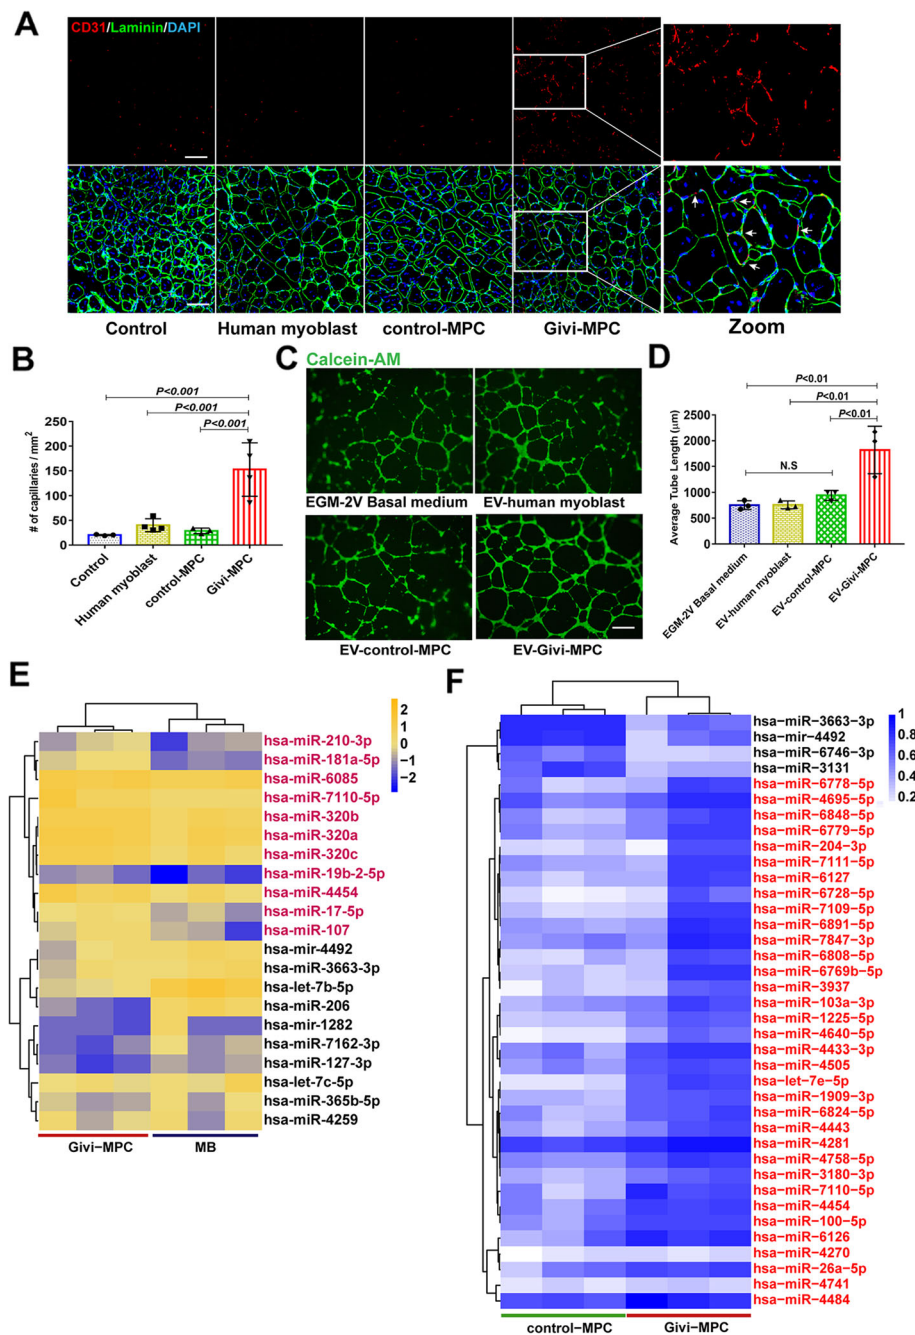 A
CD31/Laminin/DAPI
Control
Human myoblast
control-MPC
Givi-MPC
Zoom
B
P<0.001
P<0.001
P<0.001
# of capillaries / mm²
250
200
150
100
50
0
Control
Human myoblast
control-MPC
Givi-MPC
C
Calcein-AM
EGM-2V Basal medium
EV-human myoblast
EV-control-MPC
EV-Givi-MPC
D
P<0.01
P<0.01
P<0.01
N.S
Average Tube Length (µm)
2500
2000
1500
1000
500
0
EGM-2V Basal medium
EV-human myoblast
EV-control-MPC
EV-Givi-MPC
E
2
1
0
−1
−2
hsa-miR-210-3p
hsa-miR-181a-5p
hsa-miR-6085
hsa-miR-7110-5p
hsa-miR-320b
hsa-miR-320a
hsa-miR-320c
hsa-miR-19b-2-5p
hsa-miR-4454
hsa-miR-17-5p
hsa-miR-107
hsa-mir-4492
hsa-miR-3663-3p
hsa-let-7b-5p
hsa-miR-206
hsa-mir-1282
hsa-miR-7162-3p
hsa-miR-127-3p
hsa-let-7c-5p
hsa-miR-365b-5p
hsa-miR-4259
Givi−MPC
MB
F
1
0.8
0.6
0.4
0.2
hsa−miR−3663−3p
hsa−mir−4492
hsa−miR−6746−3p
hsa−miR−3131
hsa−miR−6778−5p
hsa−miR−4695−5p
hsa−miR−6848−5p
hsa−miR−6779−5p
hsa−miR−204−3p
hsa−miR−7111−5p
hsa−miR−6127
hsa−miR−6728−5p
hsa−miR−7109−5p
hsa−miR−6891−5p
hsa−miR−7847−3p
hsa−miR−6808−5p
hsa−miR−6769b−5p
hsa−miR−3937
hsa−miR−103a−3p
hsa−miR−1225−5p
hsa−miR−4640−5p
hsa−miR−4433−3p
hsa−miR−4505
hsa−let−7e−5p
hsa−miR−1909−3p
hsa−miR−6824−5p
hsa−miR−4443
hsa−miR−4281
hsa−miR−4758−5p
hsa−miR−3180−3p
hsa−miR−7110−5p
hsa−miR−4454
hsa−miR−100−5p
hsa−miR−6126
hsa−miR−4270
hsa−miR−26a−5p
hsa−miR−4741
hsa−miR−4484
control−MPC
Givi−MPC